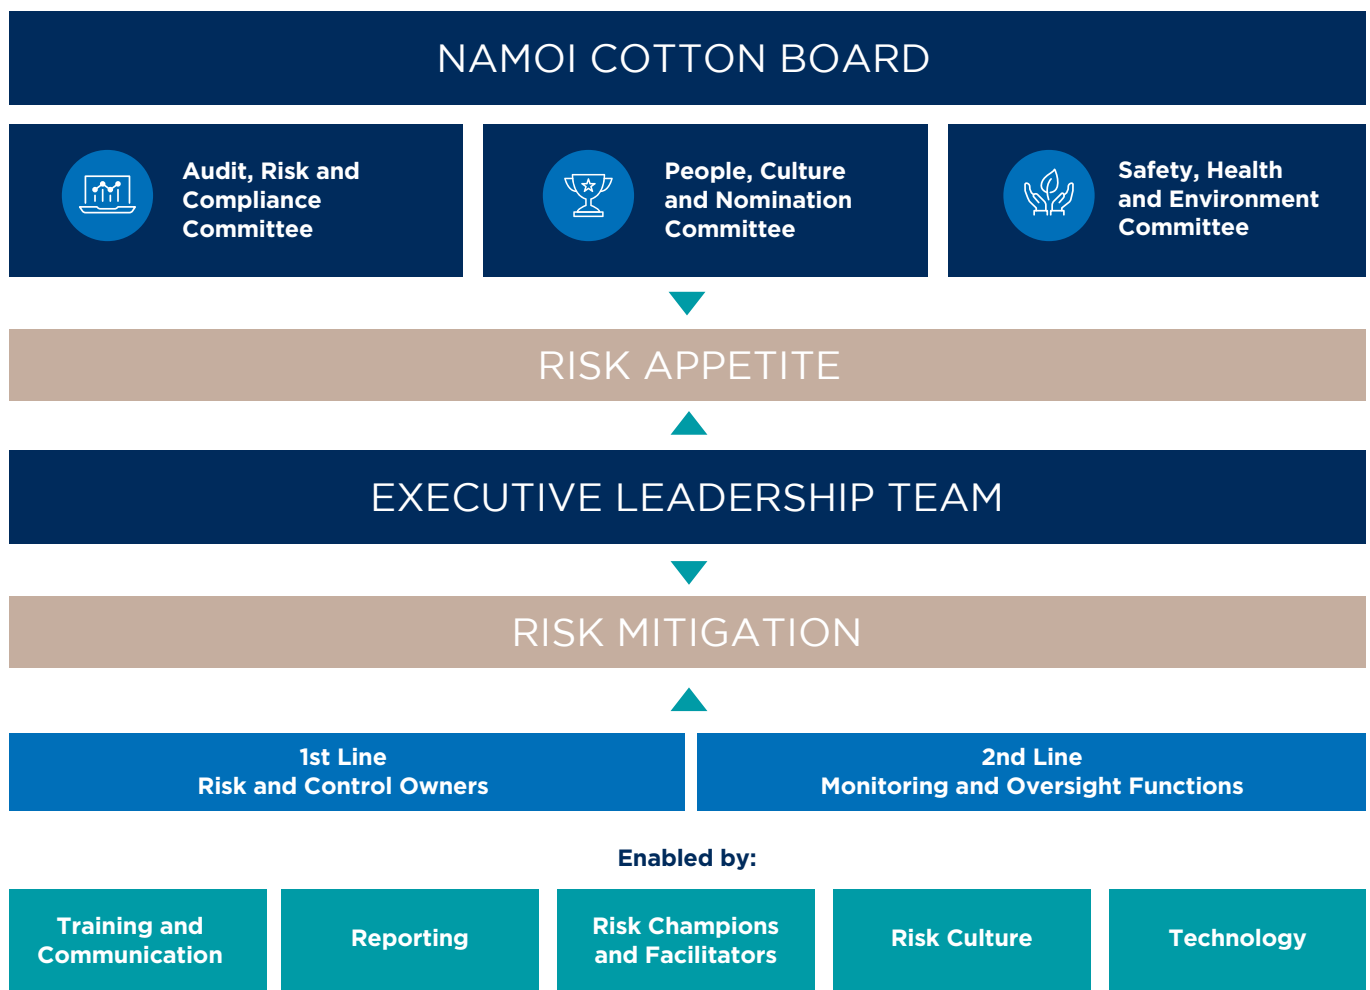 NAMOI COTTON BOARD
Audit, Risk and
Compliance
Committee
People, Culture
and Nomination
Committee
Safety, Health
and Environment
Committee
RISK APPETITE
EXECUTIVE LEADERSHIP TEAM
RISK MITIGATION
1st Line
Risk and Control Owners
2nd Line
Monitoring and Oversight Functions
Enabled by:
Training and
Communication
Reporting
Risk Champions
and Facilitators
Risk Culture
Technology